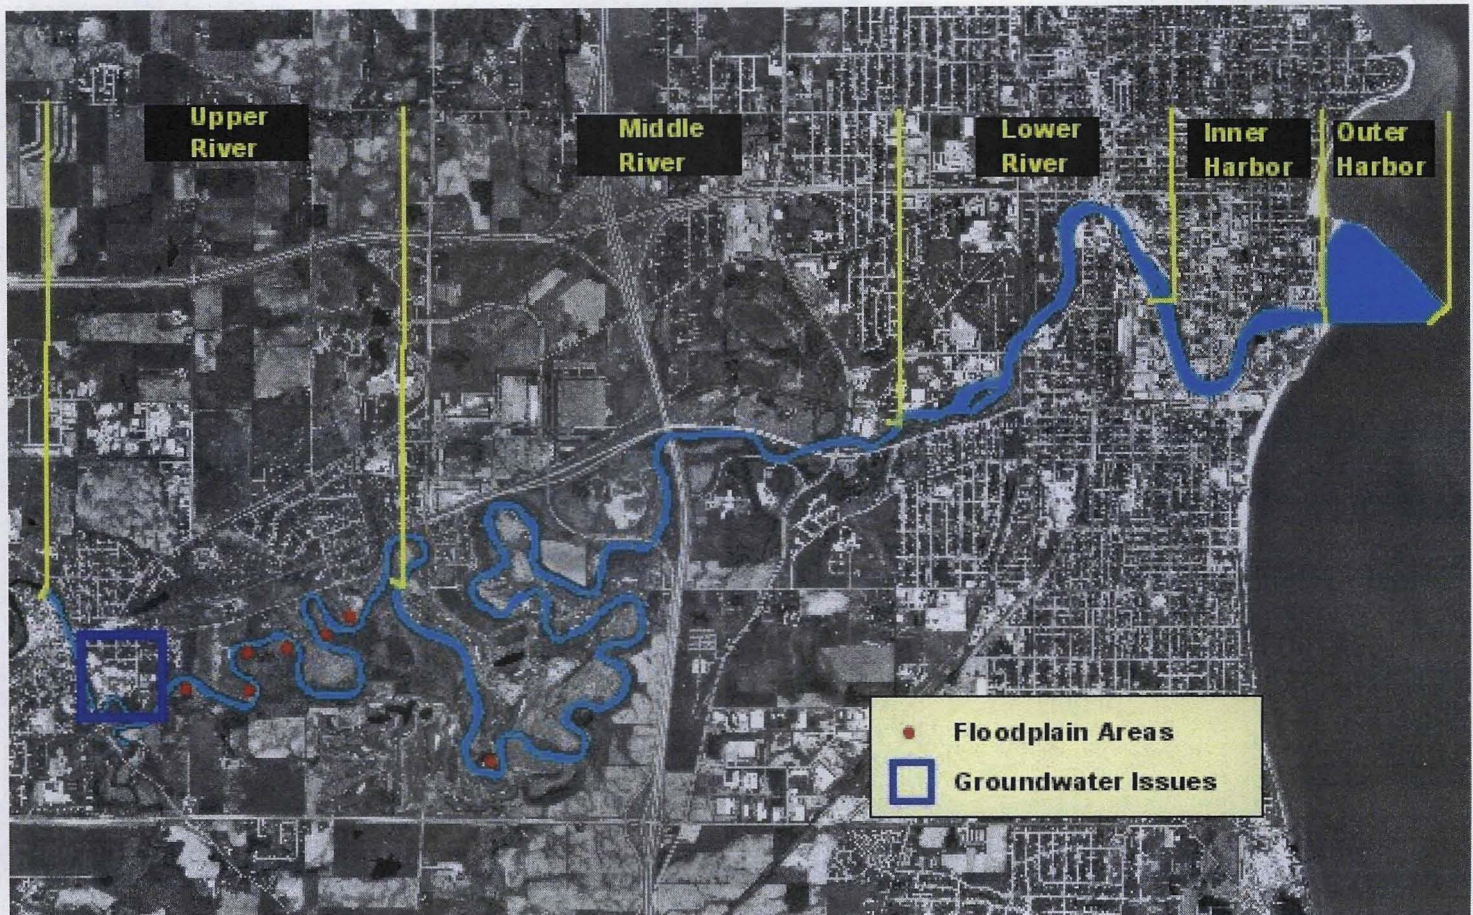 Upper
River
Middle
River
Lower
River
Inner
Harbor
Outer
Harbor
Floodplain Areas
Groundwater Issues